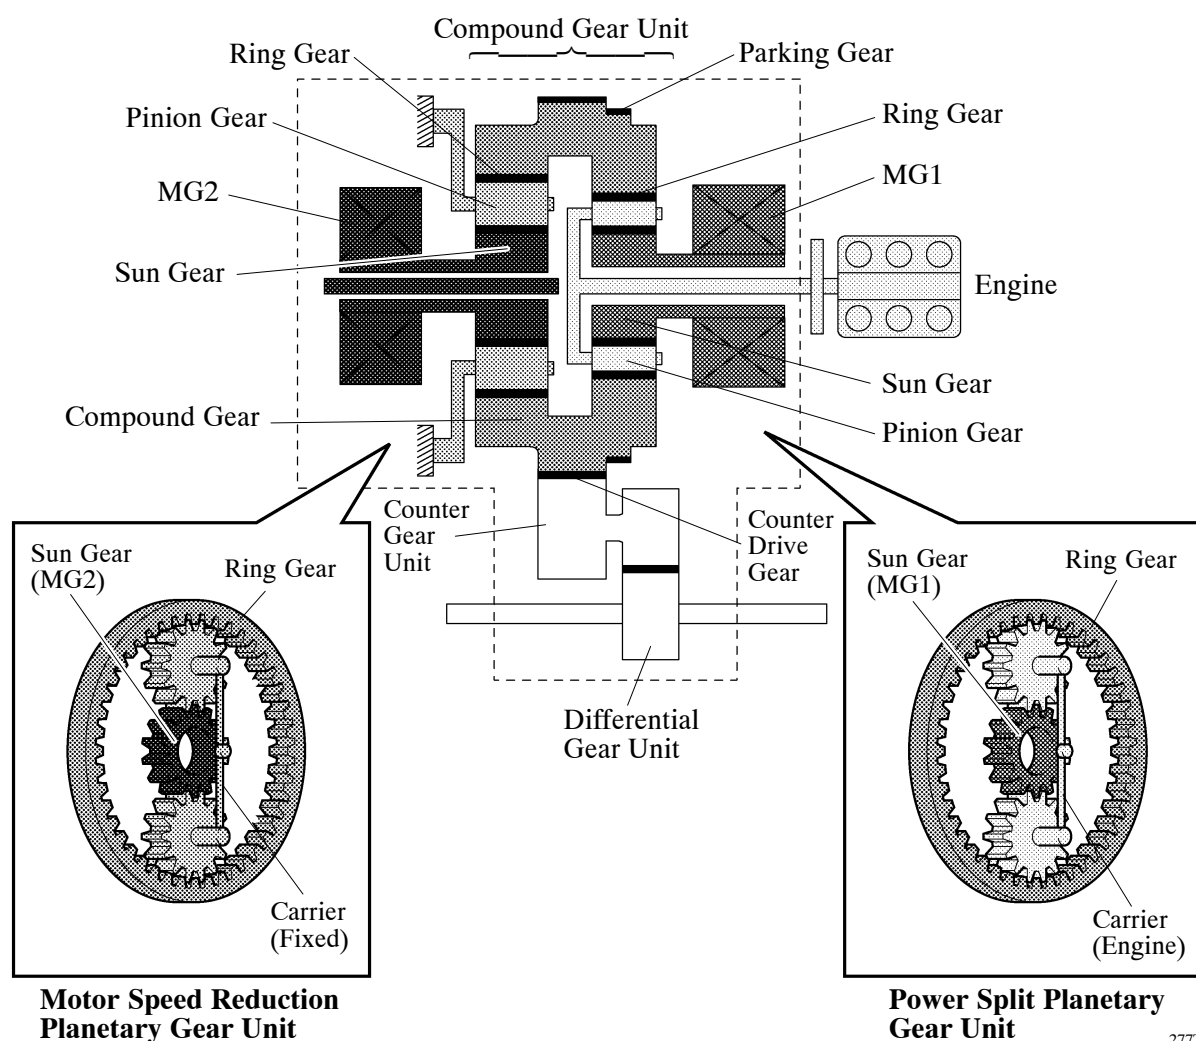 Compound Gear Unit
Ring Gear
Parking Gear
Pinion Gear
Ring Gear
MG2
MG1
Sun Gear
Engine
Sun Gear
Compound Gear
Pinion Gear
Counter
Gear
Unit
Counter
Drive
Gear
Sun Gear
(MG2)
Ring Gear
Sun Gear
(MG1)
Ring Gear
Differential
Gear Unit
Carrier
(Fixed)
Carrier
(Engine)
Motor Speed Reduction
Planetary Gear Unit
Power Split Planetary
Gear Unit